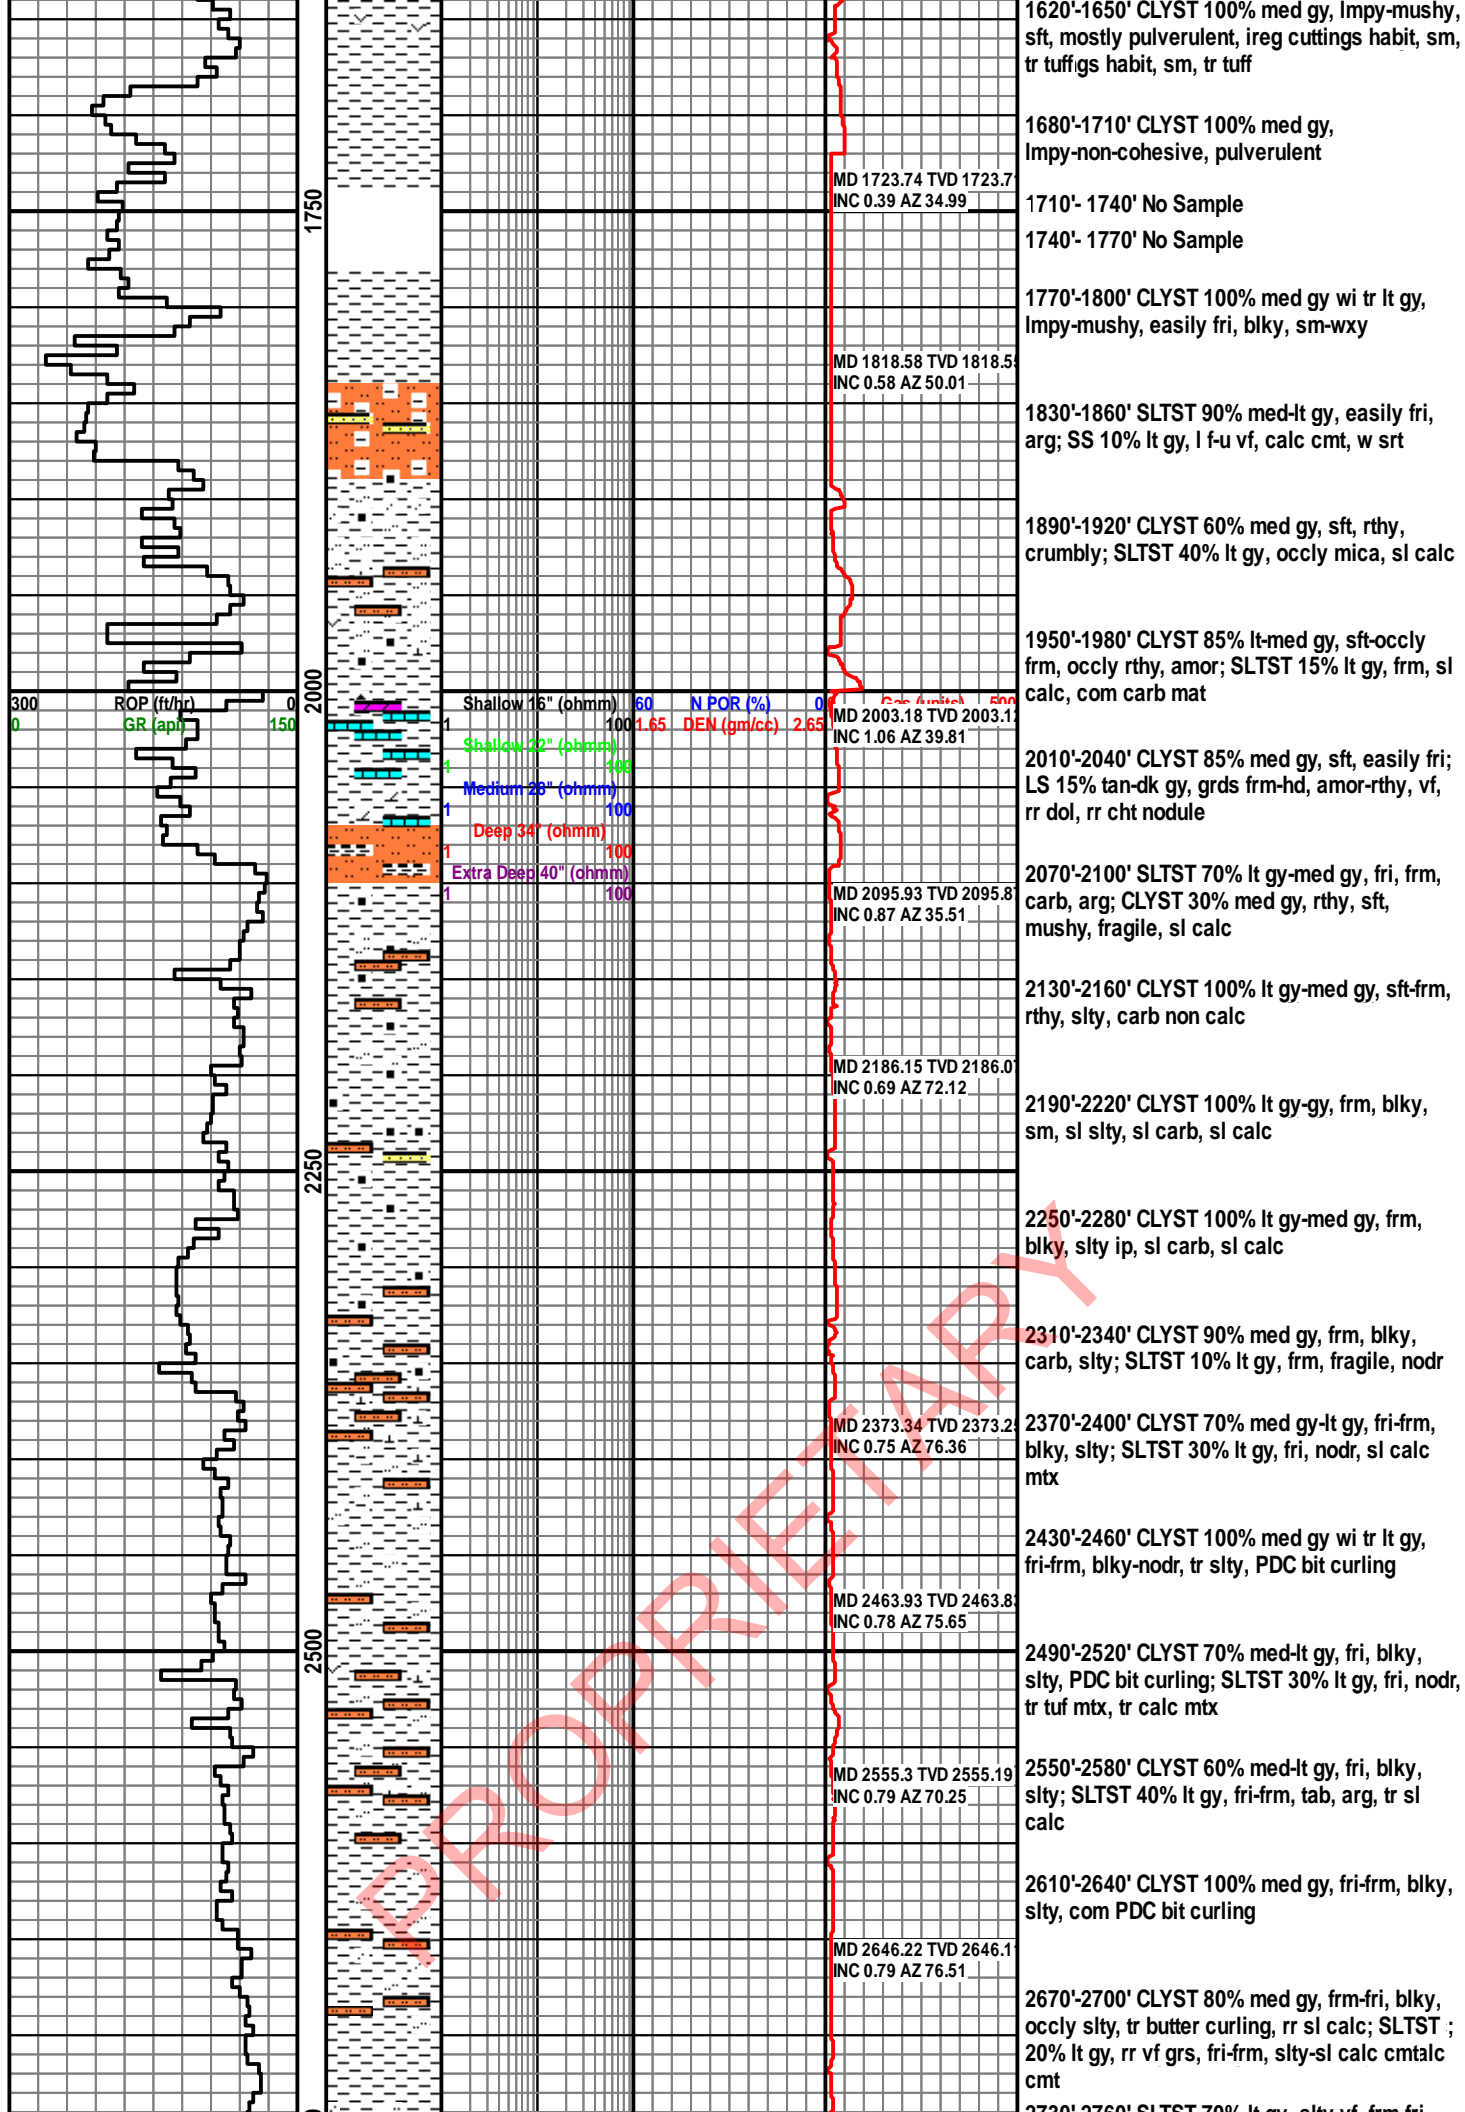 1620'-1650' CLYST 100% med gy, lmpy-mushy,
sft, mostly pulverulent, ireg cuttings habit, sm,
tr tuffgs habit, sm, tr tuff
1680'-1710' CLYST 100% med gy,
lmpy-non-cohesive, pulverulent
MD 1723.74 TVD 1723.71
INC 0.39 AZ 34.99
1750
1710'- 1740' No Sample
1740'- 1770' No Sample
1770'-1800' CLYST 100% med gy wi tr lt gy,
lmpy-mushy, easily fri, blky, sm-wxy
MD 1818.58 TVD 1818.55
INC 0.58 AZ 50.01
1830'-1860' SLTST 90% med-lt gy, easily fri,
arg; SS 10% lt gy, l f-u vf, calc cmt, w srt
1890'-1920' CLYST 60% med gy, sft, rthy,
crumbly; SLTST 40% lt gy, occly mica, sl calc
1950'-1980' CLYST 85% lt-med gy, sft-occly
frm, occly rthy, amor; SLTST 15% lt gy, frm, sl
calc, com carb mat
2000
300 ROP (ft/hr) 0
0 GR (api) 150
Shallow 16" (ohmm)
1 100
Shallow 22" (ohmm)
1 100
Medium 28" (ohmm)
1 100
Deep 34" (ohmm)
1 100
Extra Deep 40" (ohmm)
1 100
60 N POR (%) 0
1.65 DEN (gm/cc) 2.65
Gas (units) 500
MD 2003.18 TVD 2003.12
INC 1.06 AZ 39.81
2010'-2040' CLYST 85% med gy, sft, easily fri;
LS 15% tan-dk gy, grds frm-hd, amor-rthy, vf,
rr dol, rr cht nodule
2070'-2100' SLTST 70% lt gy-med gy, fri, frm,
carb, arg; CLYST 30% med gy, rthy, sft,
mushy, fragile, sl calc
MD 2095.93 TVD 2095.87
INC 0.87 AZ 35.51
2130'-2160' CLYST 100% lt gy-med gy, sft-frm,
rthy, slty, carb non calc
MD 2186.15 TVD 2186.07
INC 0.69 AZ 72.12
2190'-2220' CLYST 100% lt gy-gy, frm, blky,
sm, sl slty, sl carb, sl calc
2250
2250'-2280' CLYST 100% lt gy-med gy, frm,
blky, slty ip, sl carb, sl calc
2310'-2340' CLYST 90% med gy, frm, blky,
carb, slty; SLTST 10% lt gy, frm, fragile, nodr
MD 2373.34 TVD 2373.25
INC 0.75 AZ 76.36
2370'-2400' CLYST 70% med gy-lt gy, fri-frm,
blky, slty; SLTST 30% lt gy, fri, nodr, sl calc
mtx
2430'-2460' CLYST 100% med gy wi tr lt gy,
fri-frm, blky-nodr, tr slty, PDC bit curling
MD 2463.93 TVD 2463.83
INC 0.78 AZ 75.65
2500
2490'-2520' CLYST 70% med-lt gy, fri, blky,
slty, PDC bit curling; SLTST 30% lt gy, fri, nodr,
tr tuf mtx, tr calc mtx
MD 2555.3 TVD 2555.19
INC 0.79 AZ 70.25
2550'-2580' CLYST 60% med-lt gy, fri, blky,
slty; SLTST 40% lt gy, fri-frm, tab, arg, tr sl
calc
2610'-2640' CLYST 100% med gy, fri-frm, blky,
slty, com PDC bit curling
MD 2646.22 TVD 2646.11
INC 0.79 AZ 76.51
2670'-2700' CLYST 80% med gy, frm-fri, blky,
occly slty, tr butter curling, rr sl calc; SLTST ;
20% lt gy, rr vf grs, fri-frm, slty-sl calc cmtalc
cmt
2730'-2760' SLTST 70% lt gy, slty-vf, frm-fri
PROPRIETARY